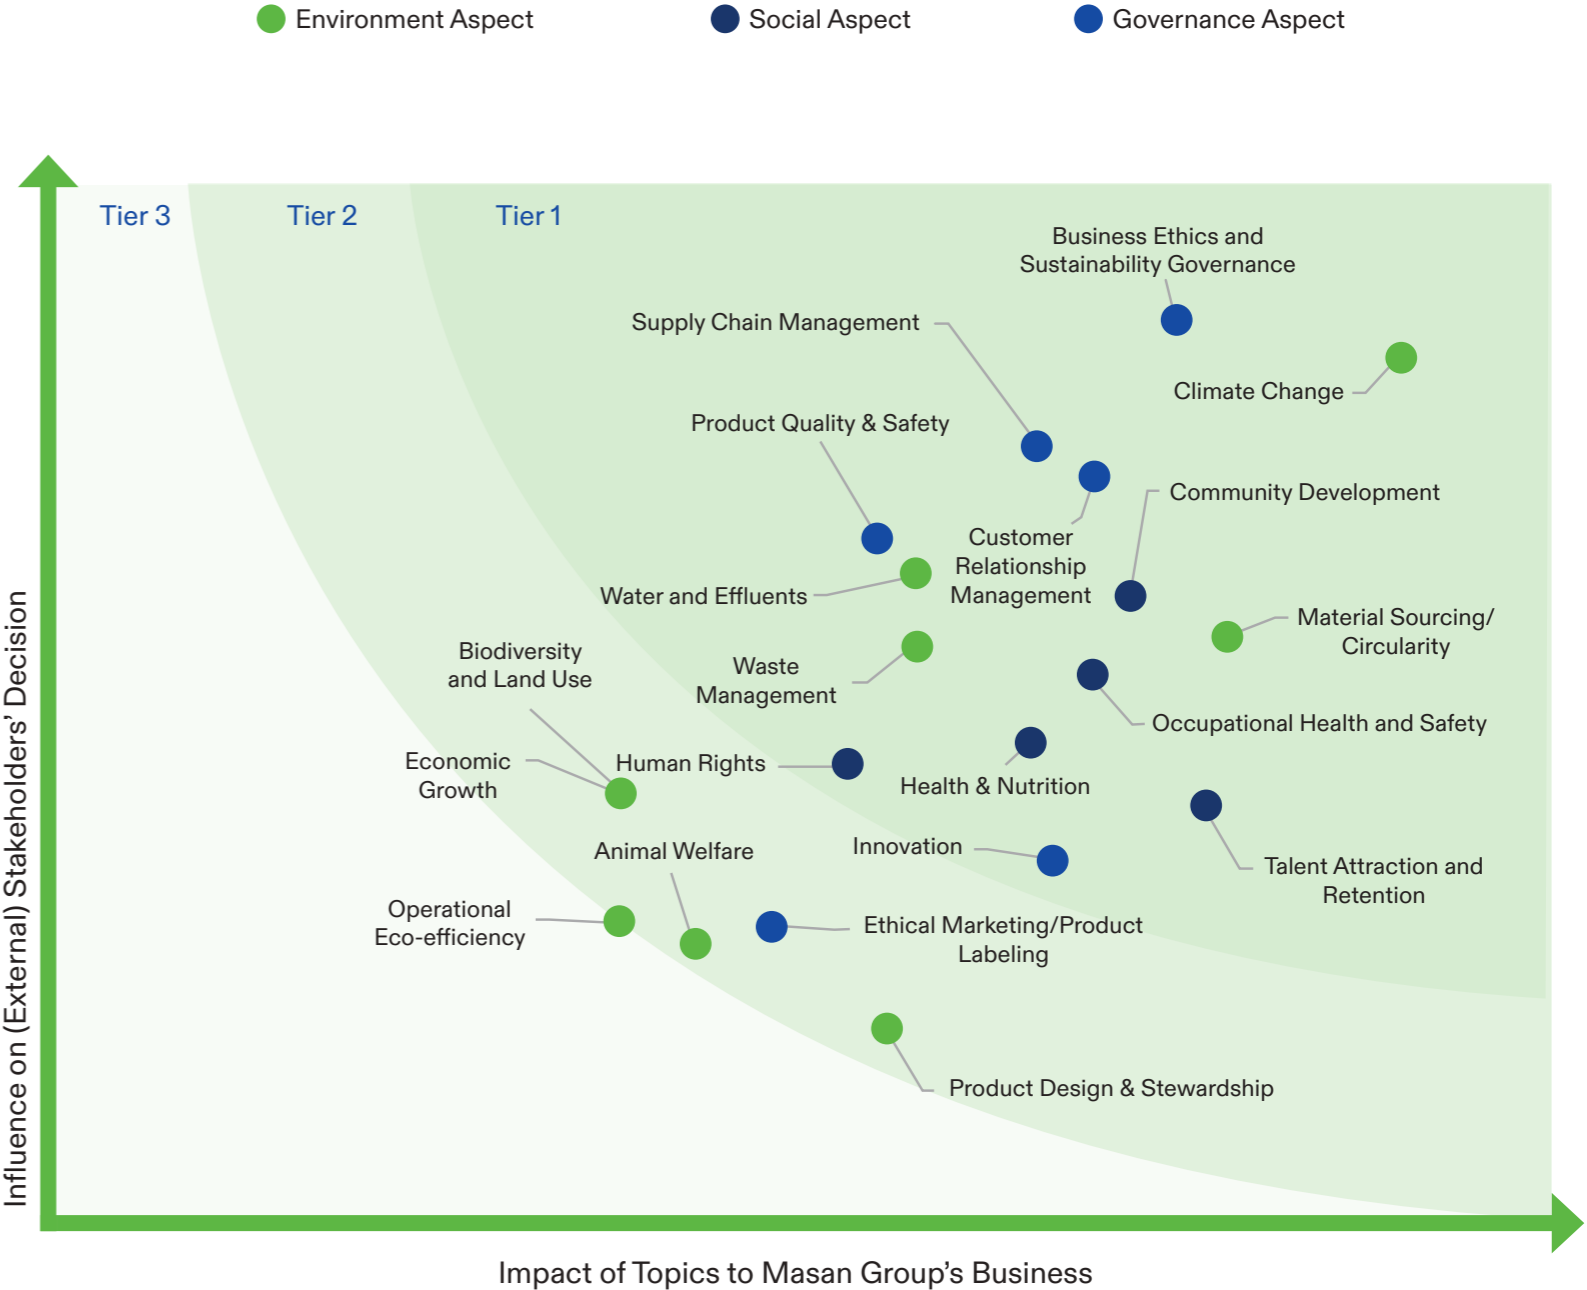 Environment Aspect
Social Aspect
Governance Aspect
Tier 3
Tier 2
Tier 1
Business Ethics and
Sustainability Governance
Supply Chain Management
Climate Change
Product Quality & Safety
Community Development
Customer
Relationship
Management
Water and Effluents
Material Sourcing/
Circularity
Biodiversity
and Land Use
Waste
Management
Occupational Health and Safety
Economic
Growth
Human Rights
Health & Nutrition
Animal Welfare
Innovation
Talent Attraction and
Retention
Operational
Eco-efficiency
Ethical Marketing/Product
Labeling
Product Design & Stewardship
Influence on (External) Stakeholders’ Decision
Impact of Topics to Masan Group’s Business